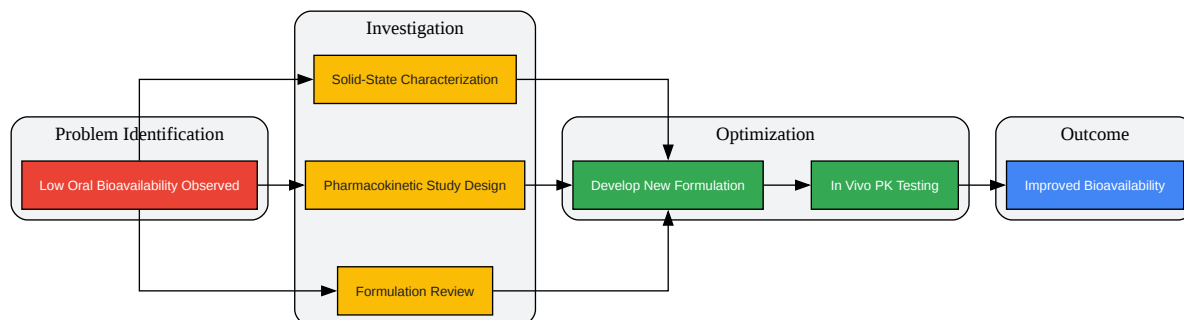 Investigation
Solid-State Characterization
Problem Identification
Optimization
Outcome
Low Oral Bioavailability Observed
Pharmacokinetic Study Design
Develop New Formulation
In Vivo PK Testing
Improved Bioavailability
Formulation Review